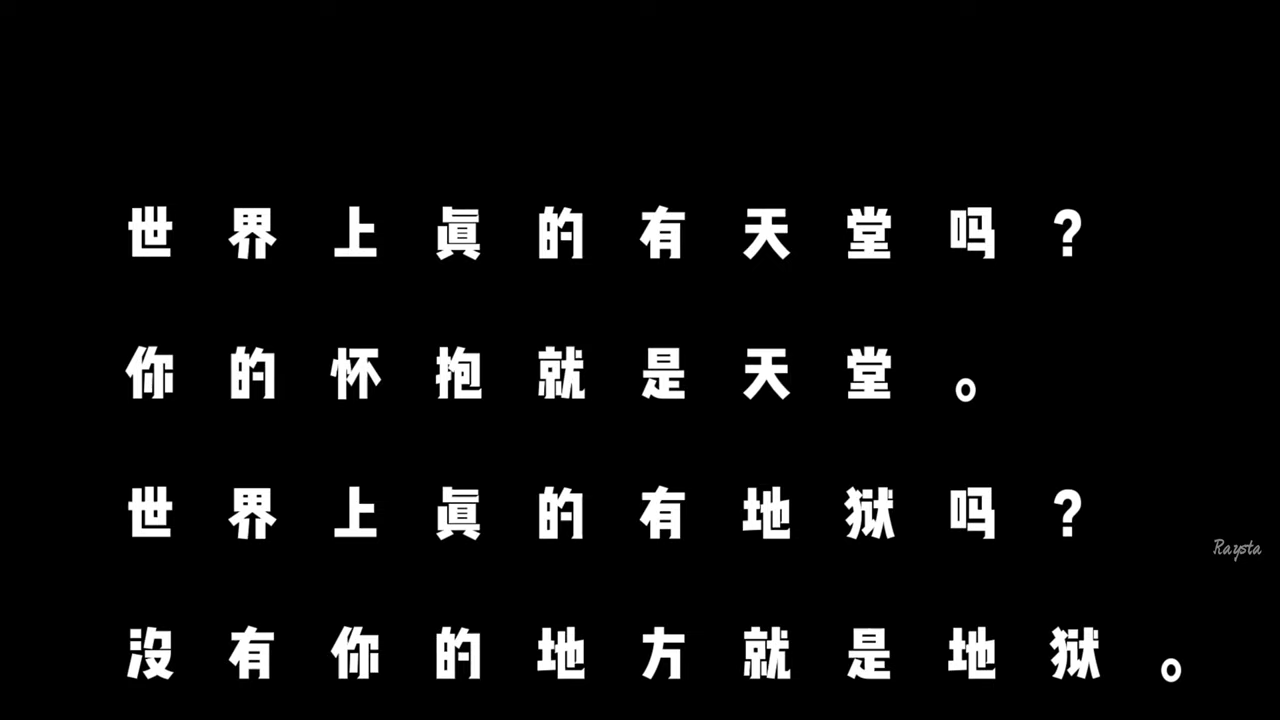 世界上眞的有天堂吗？
你的怀抱就是天堂。
世界上眞的有地狱吗？
Raysta
没有你的地方就是地狱。